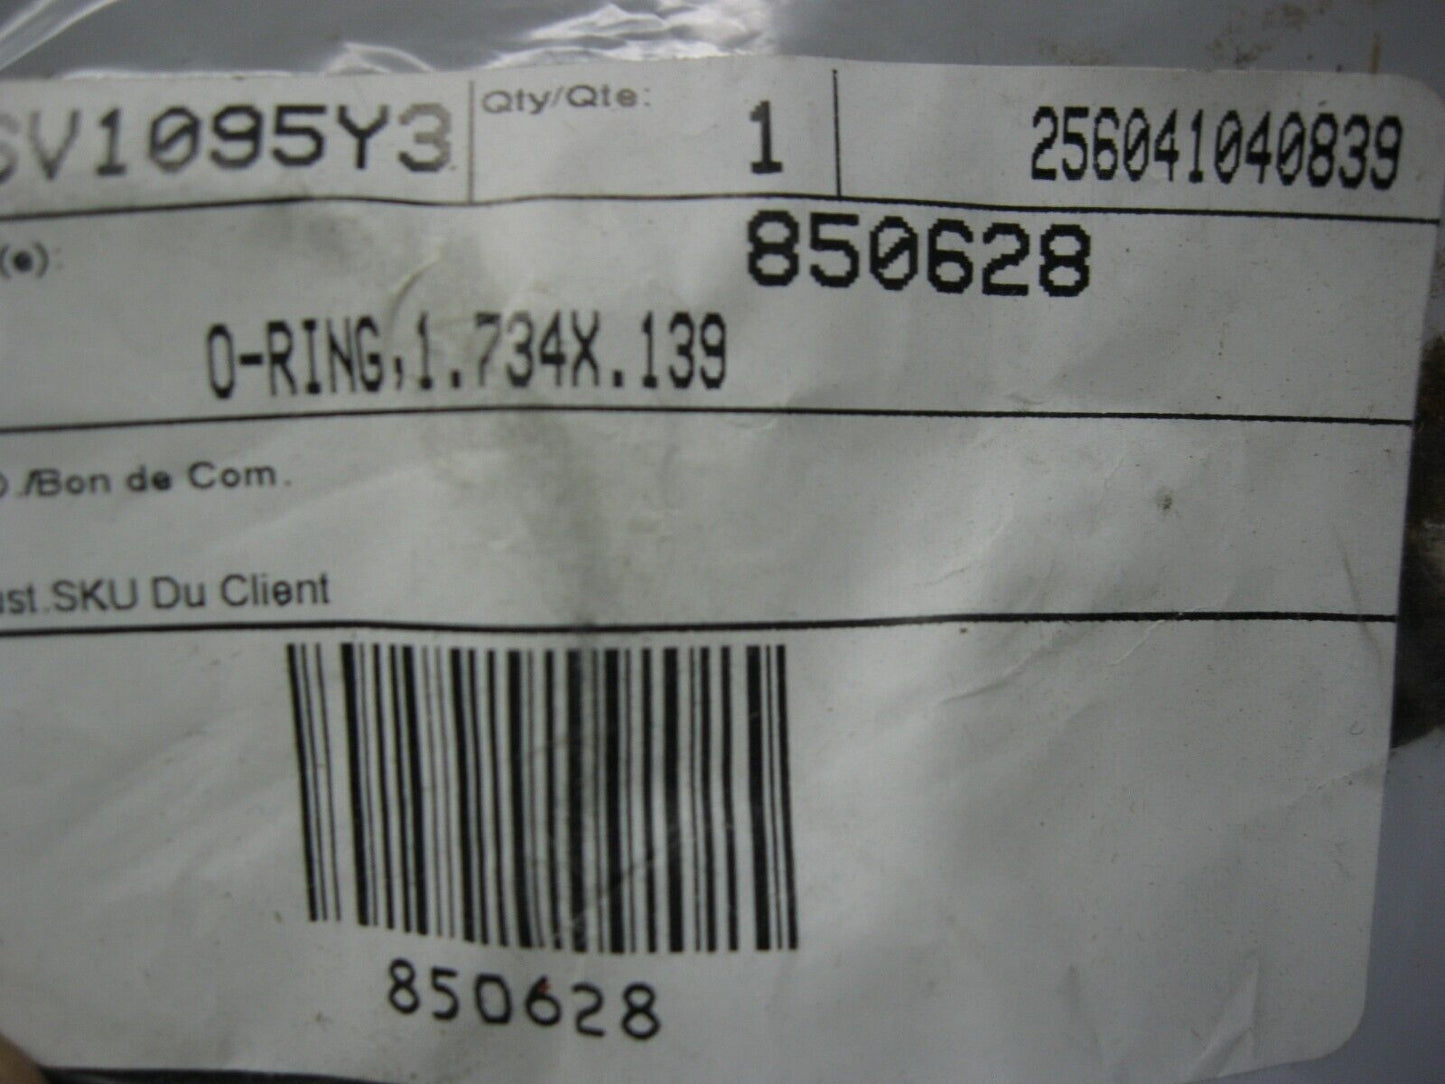 SV1095Y3 Qty/Qte: 1 256041040839
(e): 850628
O-RING,1.734X.139
./Bon de Com.
ust.SKU Du Client
850628